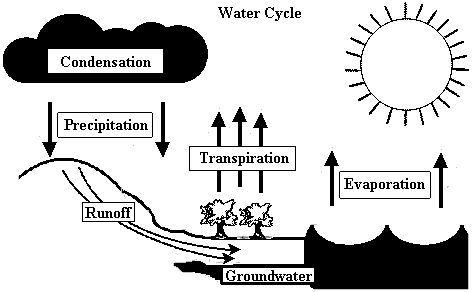 Water Cycle
Condensation
Precipitation
Transpiration
Evaporation
Runoff
Groundwater